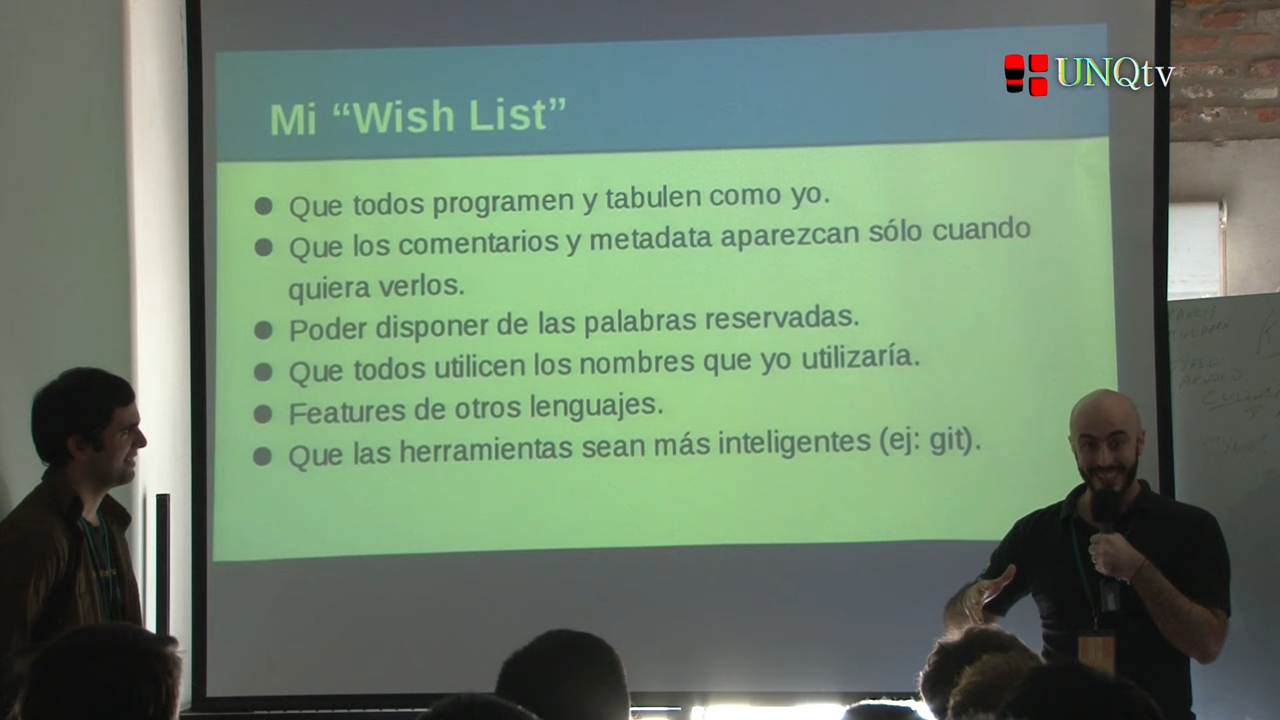 UNQtv
Mi “Wish List”
Que todos programen y tabulen como yo.
Que los comentarios y metadata aparezcan sólo cuando
quiera verlos.
Poder disponer de las palabras reservadas.
Que todos utilicen los nombres que yo utilizaría.
Features de otros lenguajes.
Que las herramientas sean más inteligentes (ej: git).